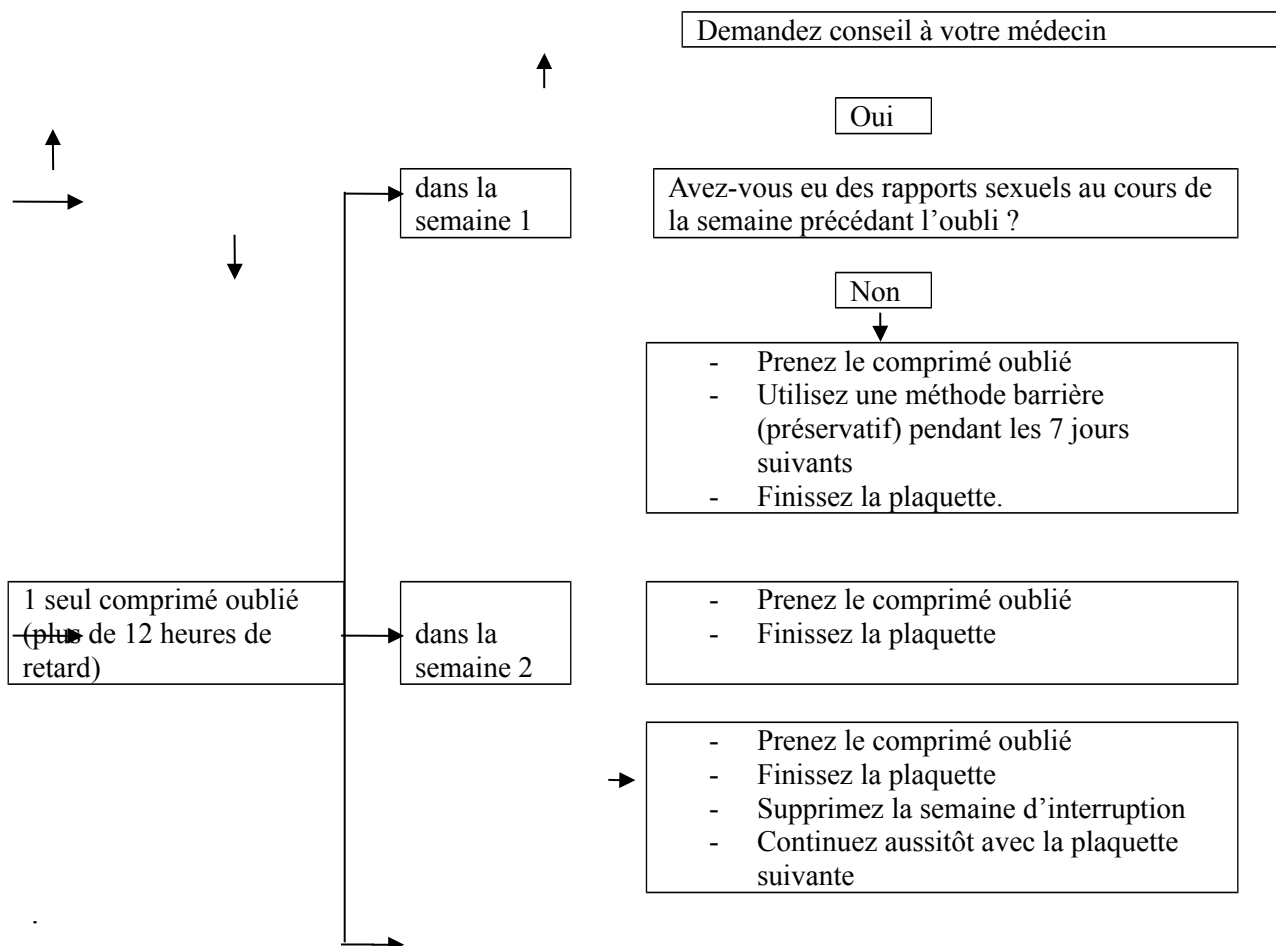 Demandez conseil à votre médecin
Oui
dans la
semaine 1
Avez-vous eu des rapports sexuels au cours de
la semaine précédant l’oubli ?
Non
- Prenez le comprimé oublié
- Utilisez une méthode barrière
(préservatif) pendant les 7 jours
suivants
- Finissez la plaquette.
1 seul comprimé oublié
(plus de 12 heures de
retard)
dans la
semaine 2
- Prenez le comprimé oublié
- Finissez la plaquette
- Prenez le comprimé oublié
- Finissez la plaquette
- Supprimez la semaine d’interruption
- Continuez aussitôt avec la plaquette
suivante
.